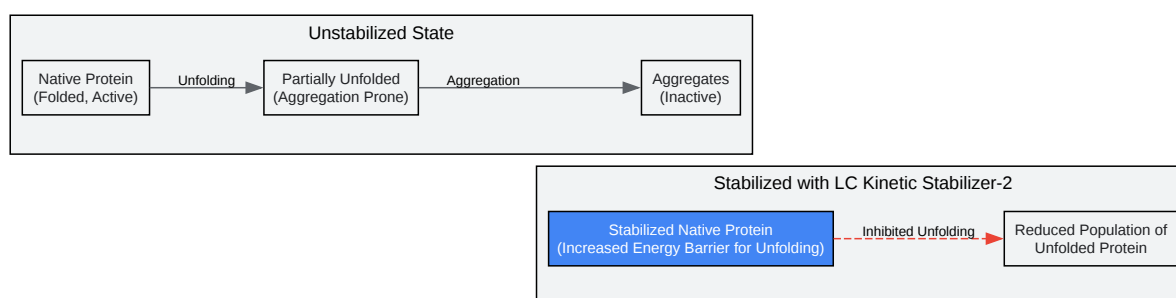 Unstabilized State
Native Protein
(Folded, Active)
Unfolding
Partially Unfolded
(Aggregation Prone)
Aggregation
Aggregates
(Inactive)
Stabilized with LC Kinetic Stabilizer-2
Stabilized Native Protein
(Increased Energy Barrier for Unfolding)
Inhibited Unfolding
Reduced Population of
Unfolded Protein